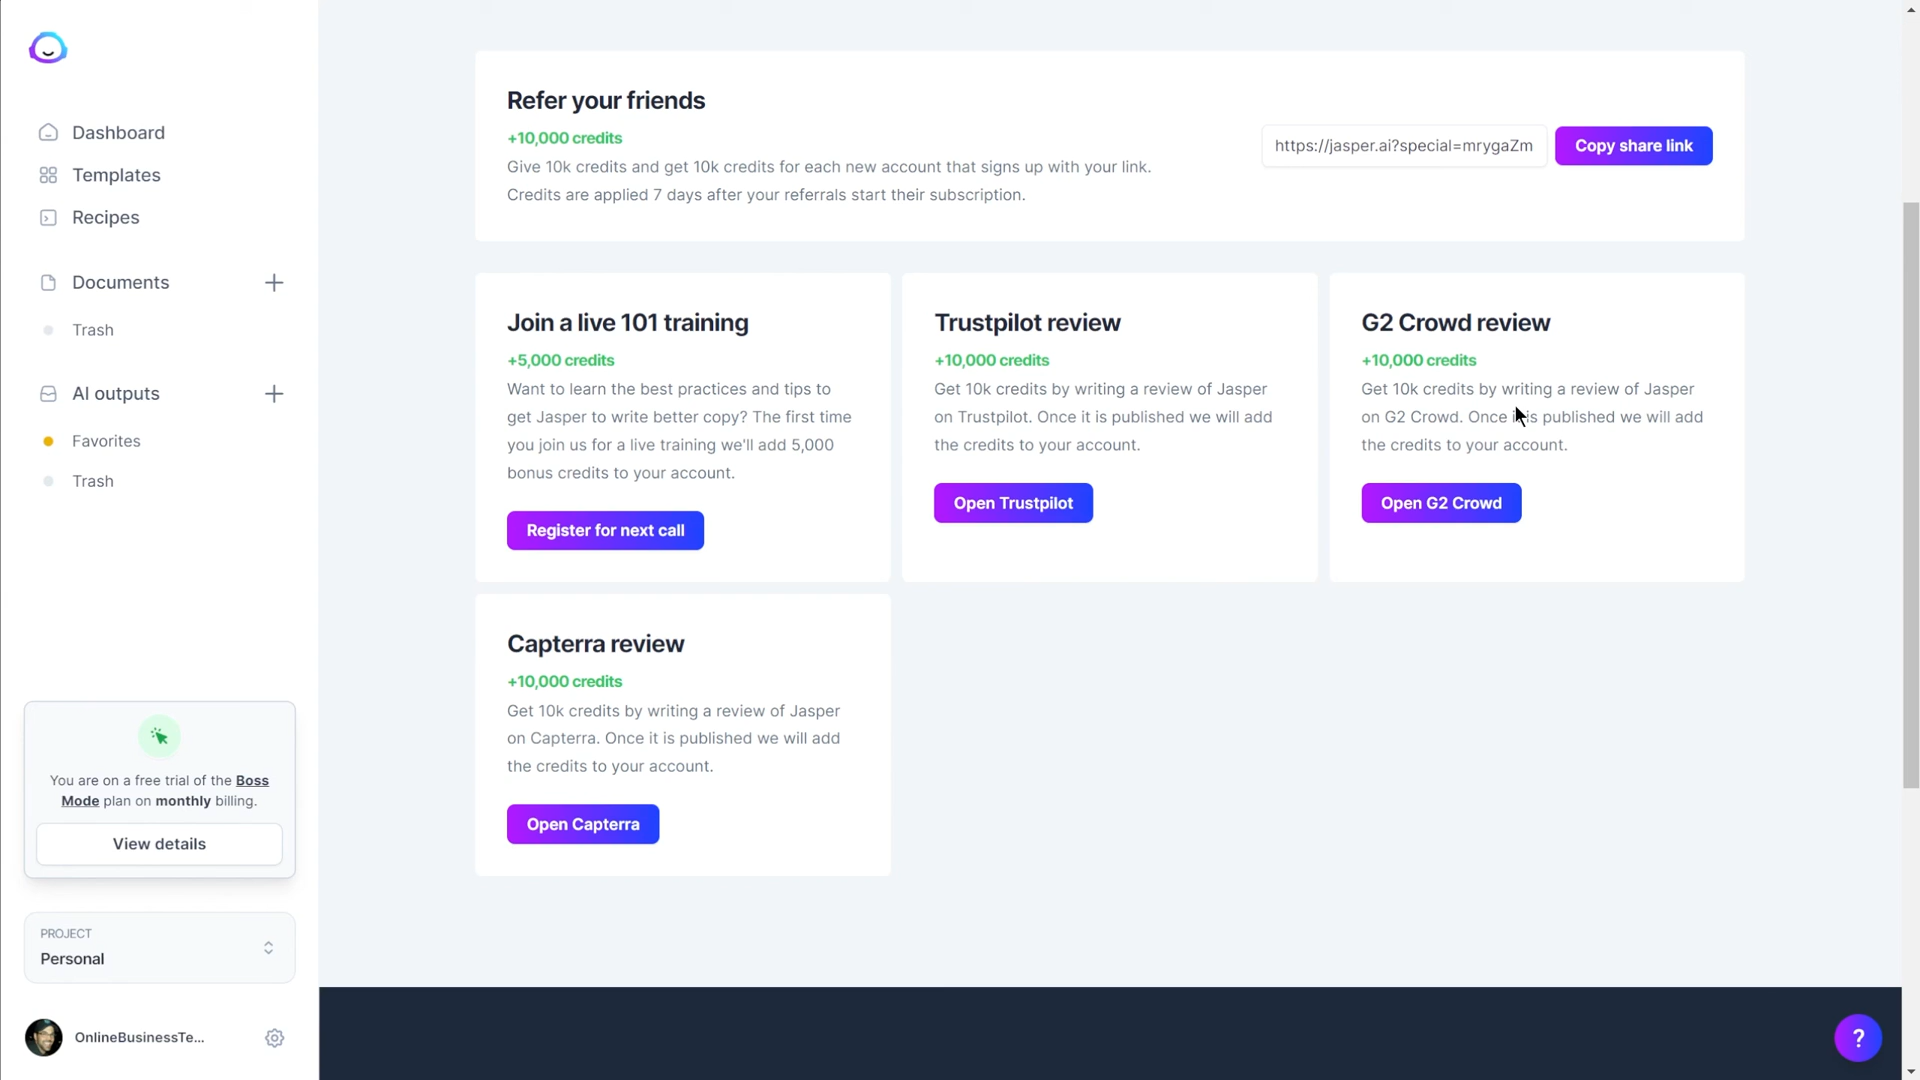 Dashboard
Templates
Recipes
Documents
Trash
AI outputs
Favorites
Trash
You are on a free trial of the Boss
Mode plan on monthly billing.
View details
PROJECT
Personal
OnlineBusinessTe...
Refer your friends
+10,000 credits
Give 10k credits and get 10k credits for each new account that signs up with your link.
Credits are applied 7 days after your referrals start their subscription.
https://jasper.ai?special=mrygaZm
Copy share link
Join a live 101 training
+5,000 credits
Want to learn the best practices and tips to
get Jasper to write better copy? The first time
you join us for a live training we'll add 5,000
bonus credits to your account.
Register for next call
Trustpilot review
+10,000 credits
Get 10k credits by writing a review of Jasper
on Trustpilot. Once it is published we will add
the credits to your account.
Open Trustpilot
G2 Crowd review
+10,000 credits
Get 10k credits by writing a review of Jasper
on G2 Crowd. Once it is published we will add
the credits to your account.
Open G2 Crowd
Capterra review
+10,000 credits
Get 10k credits by writing a review of Jasper
on Capterra. Once it is published we will add
the credits to your account.
Open Capterra
?